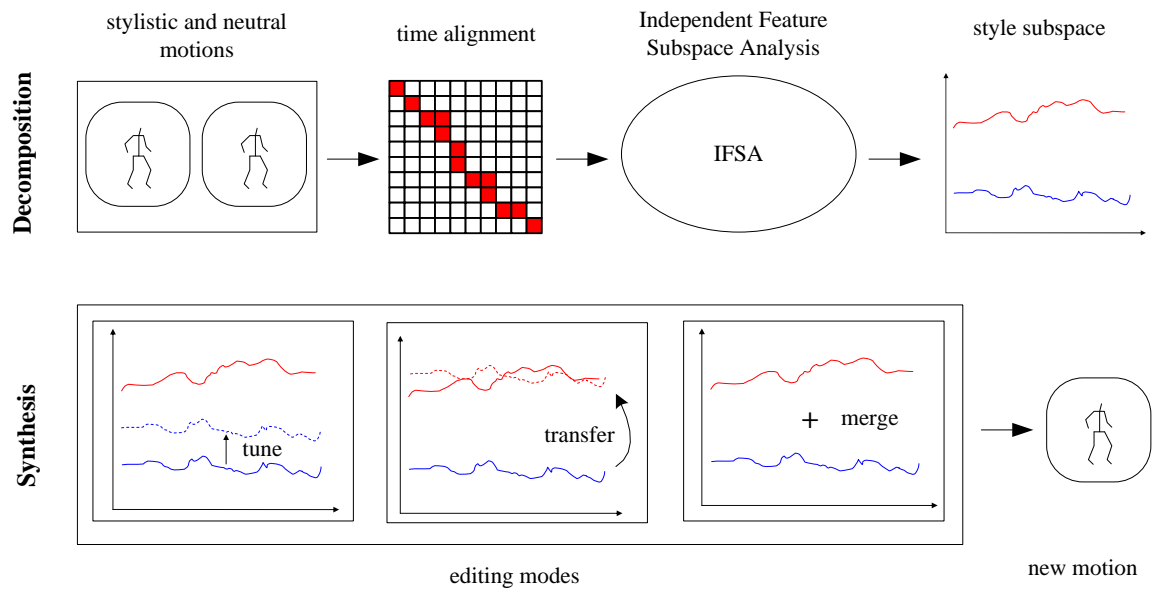 stylistic and neutral
motions
time alignment
Independent Feature
Subspace Analysis
style subspace
Decomposition
IFSA
Synthesis
tune
transfer
+ merge
editing modes
new motion